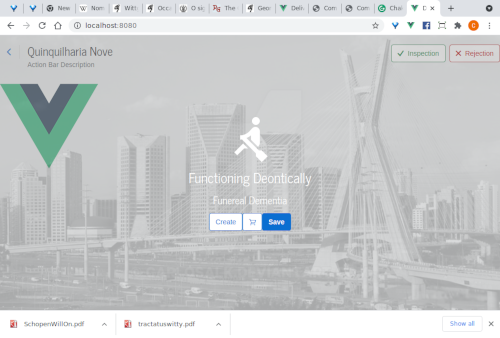 New
Nom
With
Occ
O si
The
Geo
Deli
Com
Com
Chai
D
localhost:8080
C
Quinquilharia Nove
Action Bar Description
Inspection
Rejection
Functioning Deontically
Funereal Dementia
Create
Save
SchopenWillOn.pdf
tractatuswitty.pdf
Show all